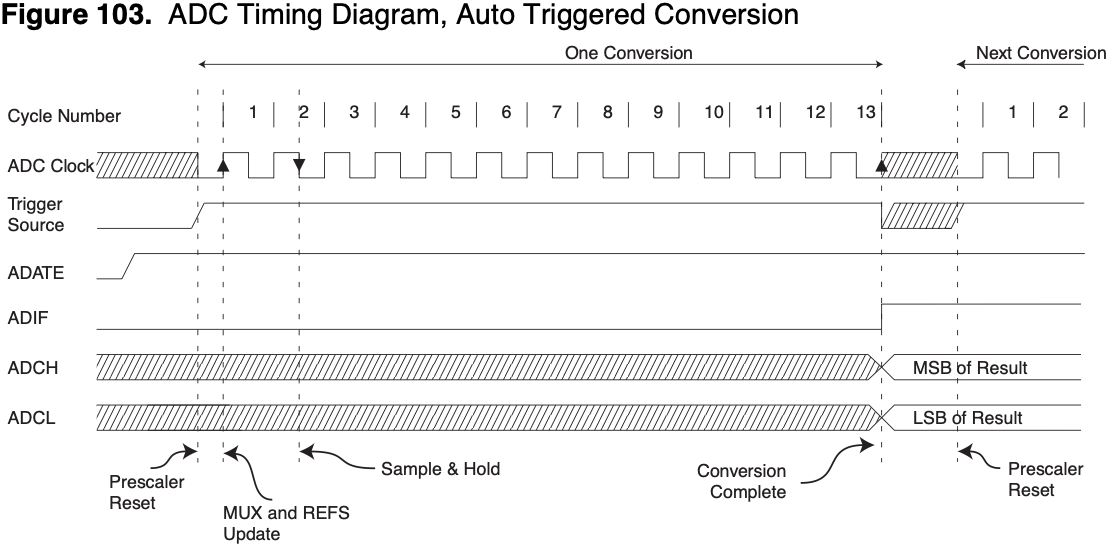 Figure 103. ADC Timing Diagram, Auto Triggered Conversion
One Conversion
Next Conversion
Cycle Number
1 2 3 4 5 6 7 8 9 10 11 12 13 1 2
ADC Clock
Trigger
Source
ADATE
ADIF
ADCH
MSB of Result
ADCL
LSB of Result
Prescaler
Reset
MUX and REFS
Update
Sample & Hold
Conversion
Complete
Prescaler
Reset